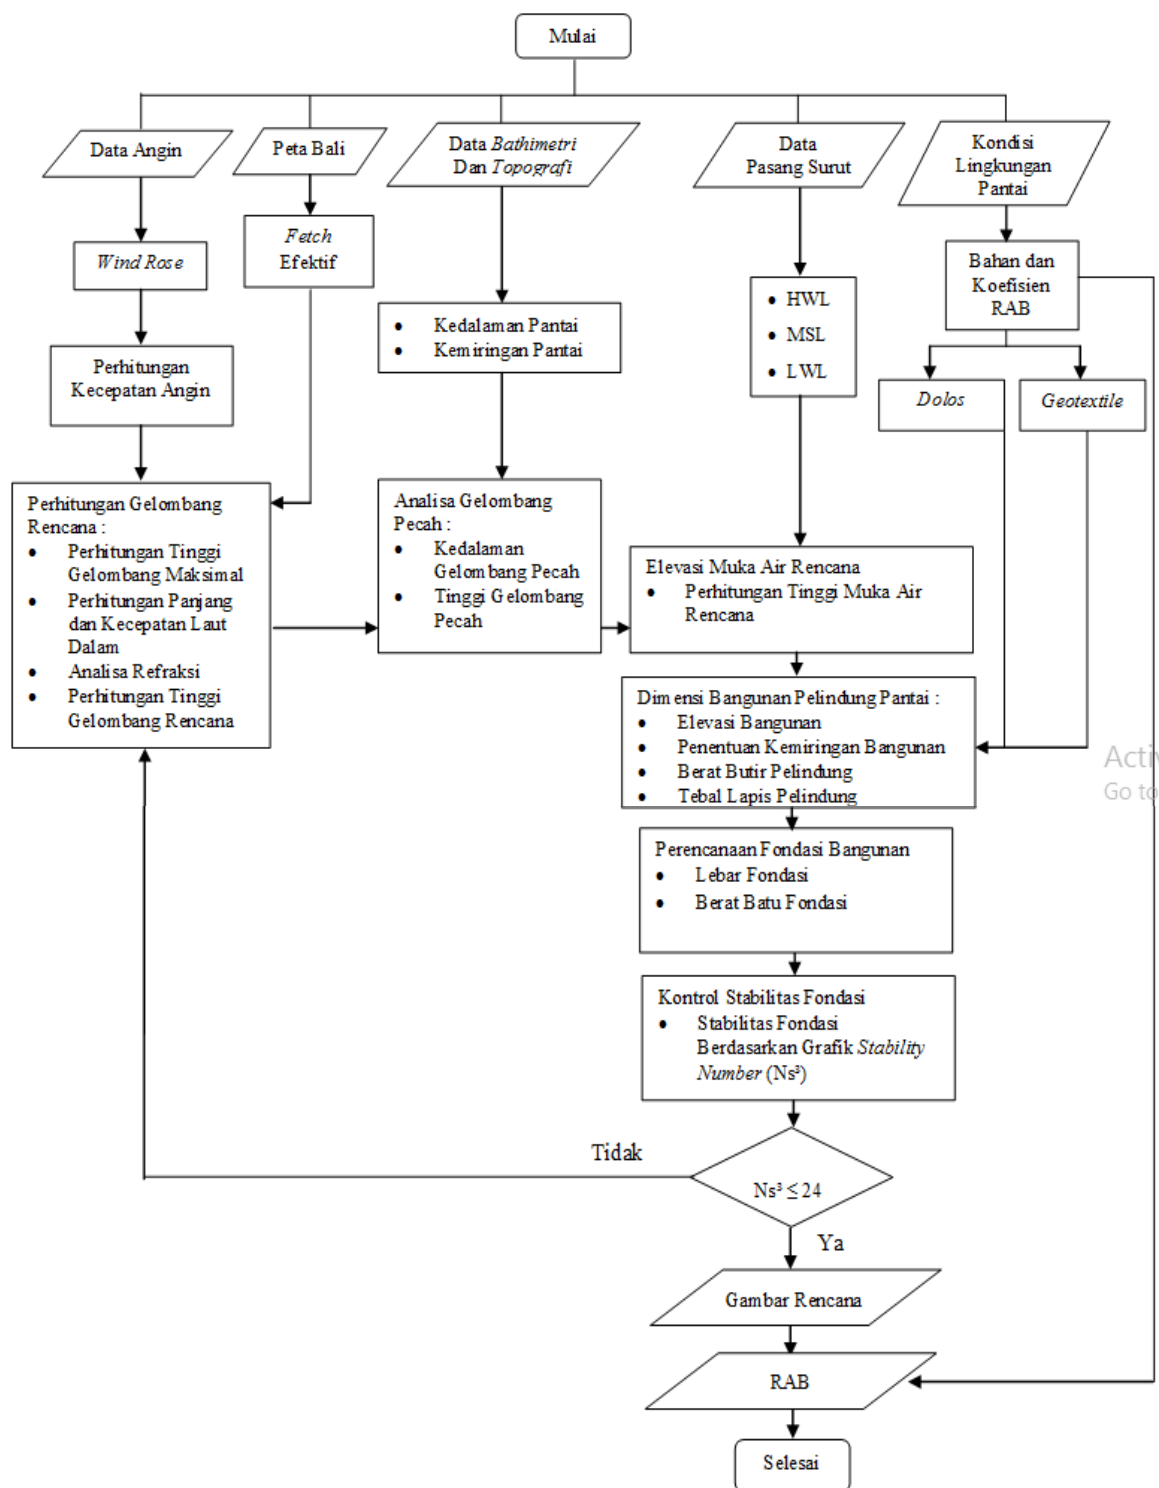 Mulai
Data Angin
Peta Bali
Data Bathimetri
Dan Topografi
Data
Pasang Surut
Kondisi
Lingkungan
Pantai
Wind Rose
Fetch
Efektif
• Kedalaman Pantai
• Kemiringan Pantai
• HWL
• MSL
• LWL
Bahan dan
Koefisien
RAB
Perhitungan
Kecepatan Angin
Dolos
Geotextile
Perhitungan Gelombang
Rencana :
• Perhitungan Tinggi
Gelombang Maksimal
• Perhitungan Panjang
dan Kecepatan Laut
Dalam
• Analisa Refraksi
• Perhitungan Tinggi
Gelombang Rencana
Analisa Gelombang
Pecah :
• Kedalaman
Gelombang Pecah
• Tinggi Gelombang
Pecah
Elevasi Muka Air Rencana
• Perhitungan Tinggi Muka Air
Rencana
Dimensi Bangunan Pelindung Pantai :
• Elevasi Bangunan
• Penentuan Kemiringan Bangunan
• Berat Butir Pelindung
• Tebal Lapis Pelindung
Acti
Go to
Perencanaan Fondasi Bangunan
• Lebar Fondasi
• Berat Batu Fondasi
Kontrol Stabilitas Fondasi
• Stabilitas Fondasi
Berdasarkan Grafik Stability
Number (Ns³)
Tidak
Ns³ ≤ 24
Ya
Gambar Rencana
RAB
Selesai